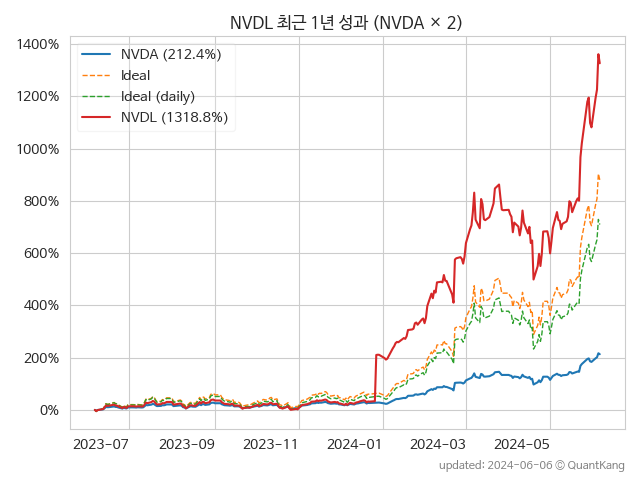 NVDL 최근 1년 성과 (NVDA × 2)
1400%
1200%
1000%
800%
600%
400%
200%
0%
NVDA (212.4%)
Ideal
Ideal (daily)
NVDL (1318.8%)
2023-07
2023-09
2023-11
2024-01
2024-03
2024-05
updated: 2024-06-06 © QuantKang